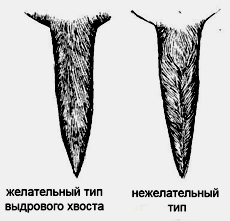 желательный тип
выдрового хвоста
нежелательный
тип